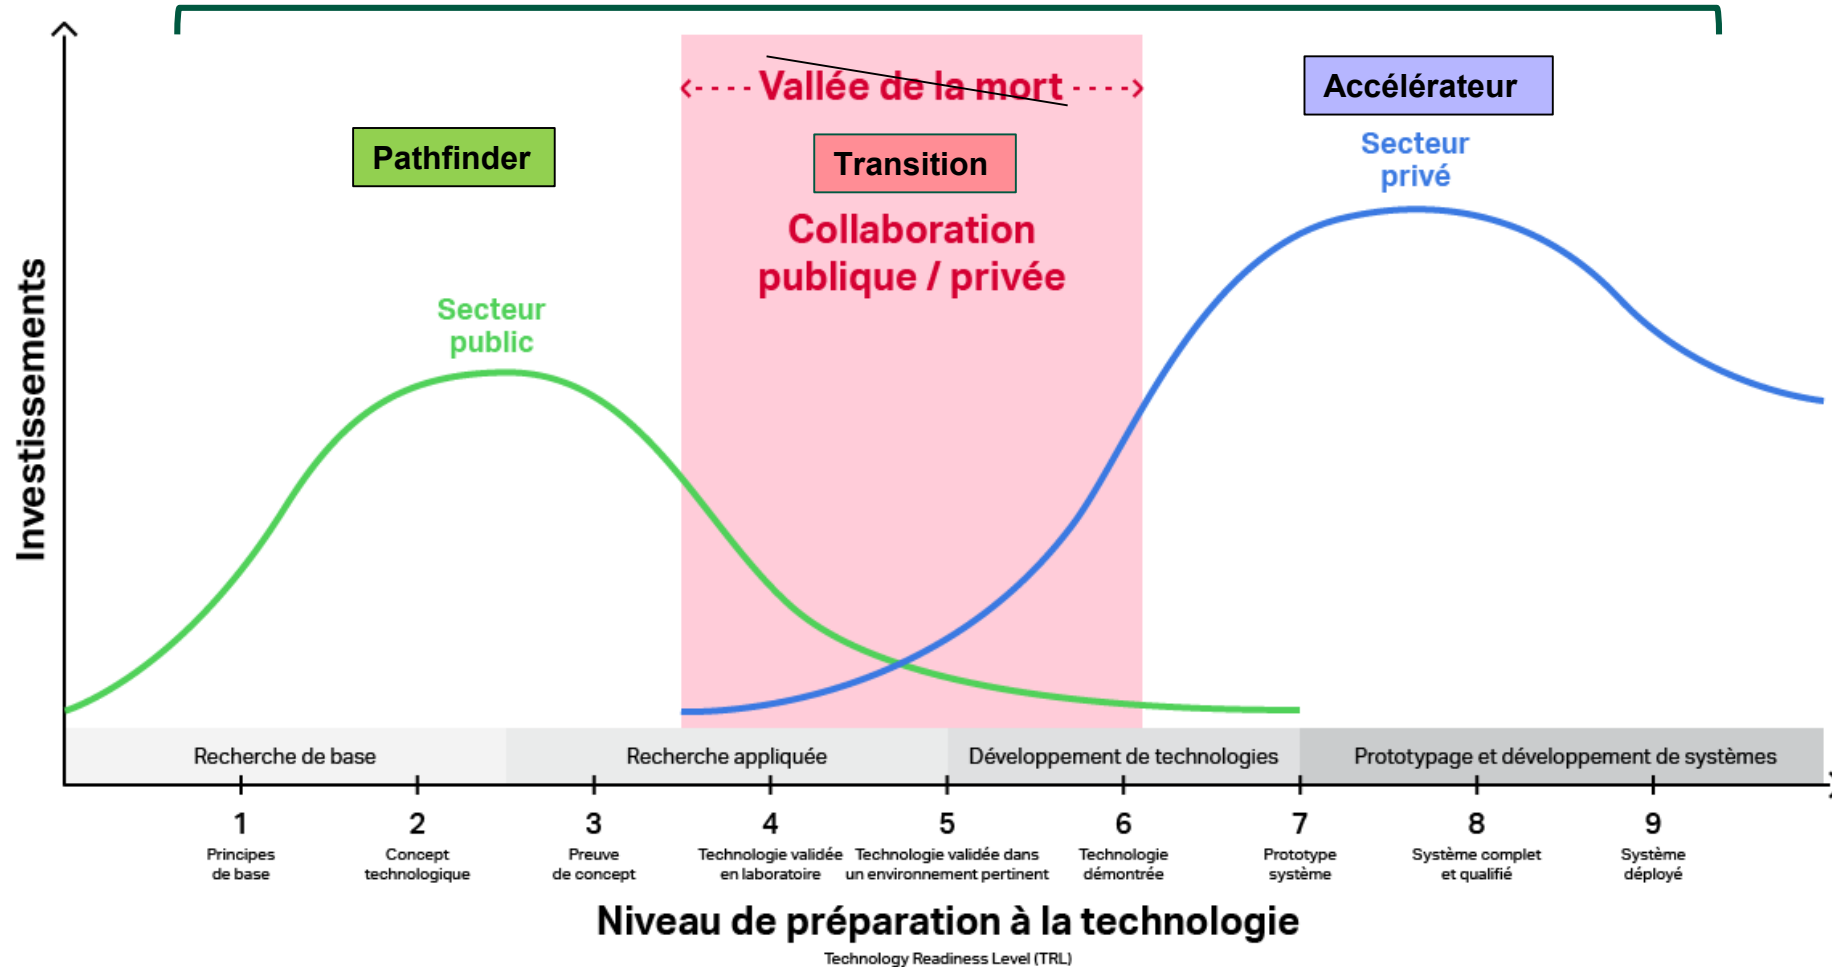 Vallée de la mort
Accélérateur
Pathfinder
Transition
Secteur
privé
Collaboration
publique / privée
Secteur
public
Investissements
Recherche de base
Recherche appliquée
Développement de technologies
Prototypage et développement de systèmes
1
2
3
4
5
6
7
8
9
Principes
de base
Concept
technologique
Preuve
de concept
Technologie validée
en laboratoire
Technologie validée dans
un environnement pertinent
Technologie
démontrée
Prototype
système
Système complet
et qualifié
Système
déployé
Niveau de préparation à la technologie
Technology Readiness Level (TRL)